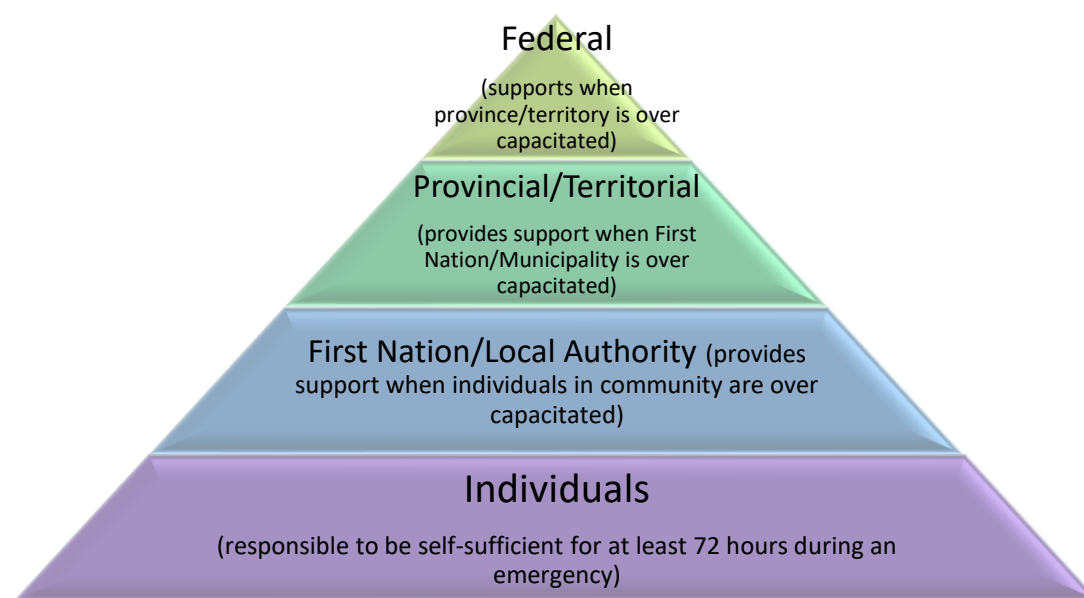 Federal
(supports when
province/territory is over
capacitated)
Provincial/Territorial
(provides support when First
Nation/Municipality is over
capacitated)
First Nation/Local Authority (provides
support when individuals in community are over
capacitated)
Individuals
(responsible to be self-sufficient for at least 72 hours during an
emergency)